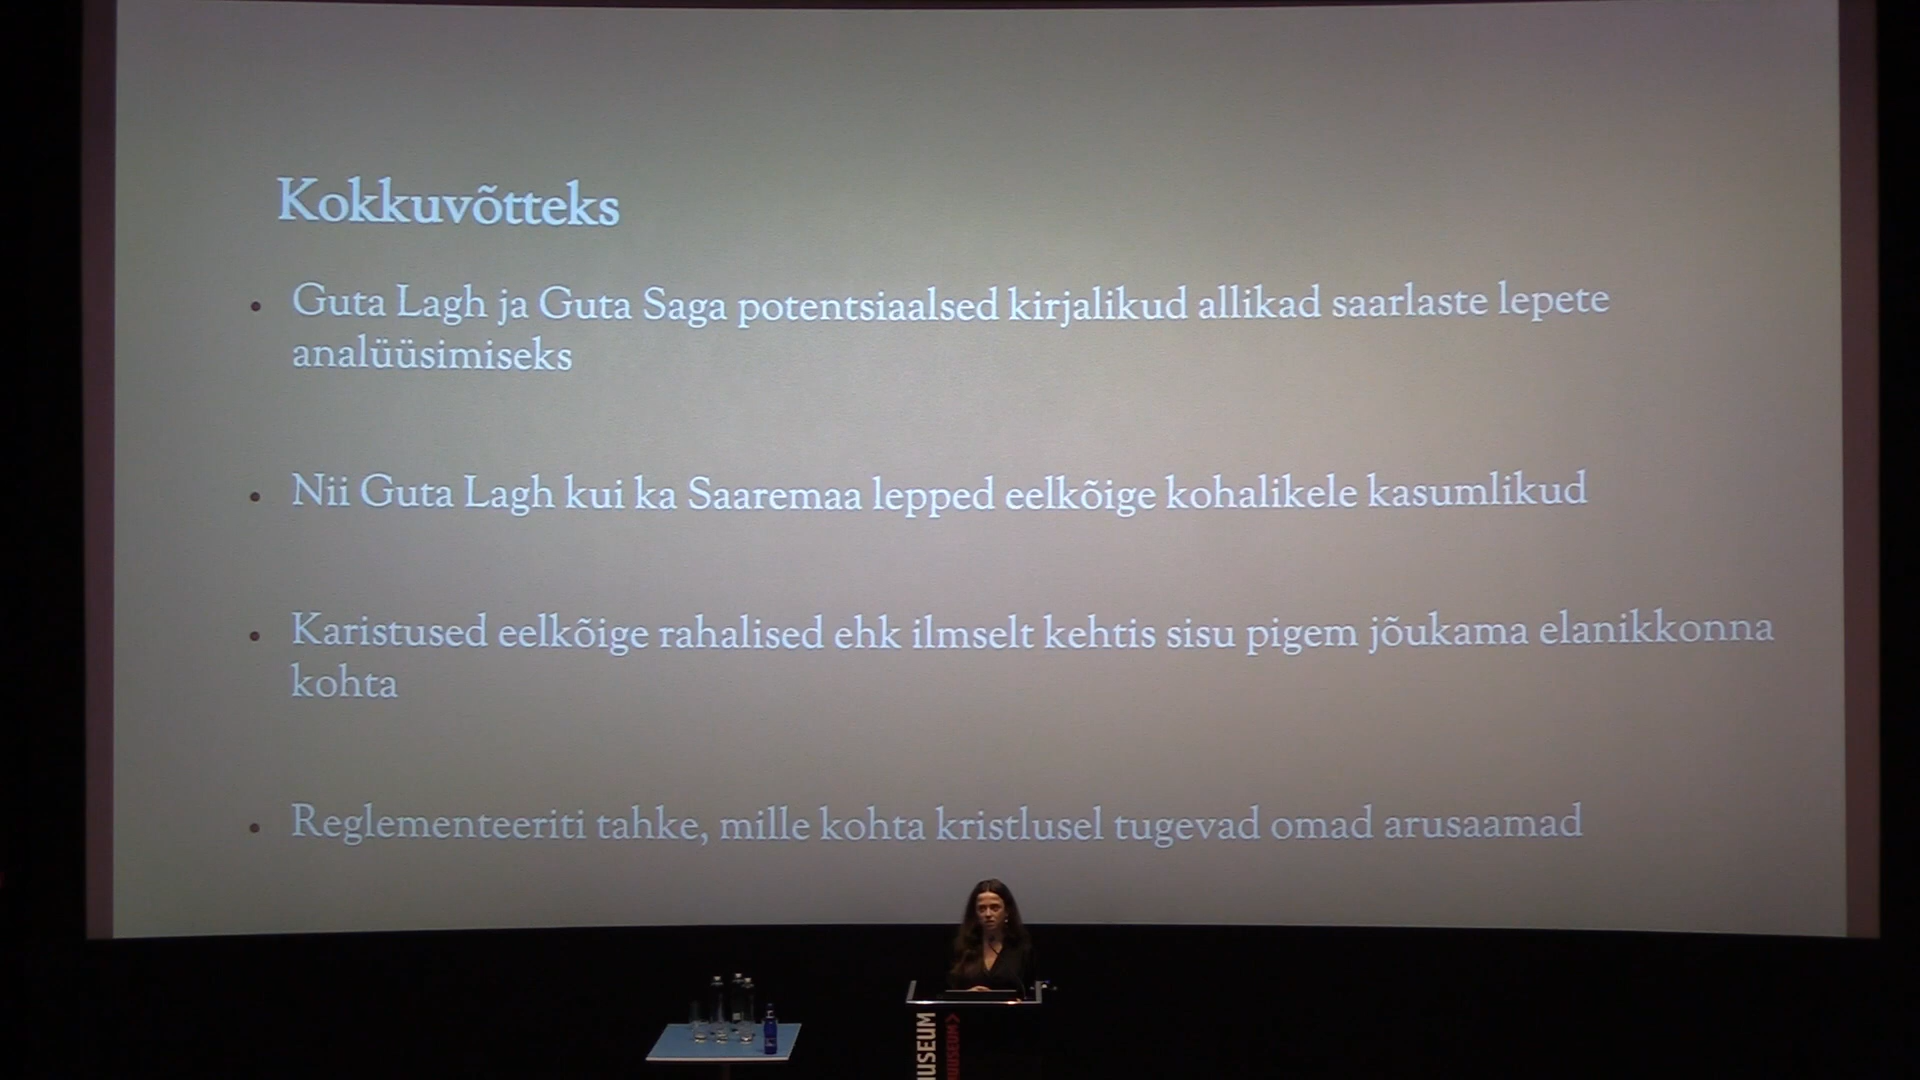 Kokkuvõtteks
• Guta Lagh ja Guta Saga potentsiaalsed kirjalikud allikad saarlaste lepete
analüüsimiseks
• Nii Guta Lagh kui ka Saaremaa lepped eelkõige kohalikele kasumlikud
• Karistused eelkõige rahalised ehk ilmselt kehtis sisu pigem jõukama elanikkonna
kohta
• Reglementeeriti tahke, mille kohta kristlusel tugevad omad arusaamad